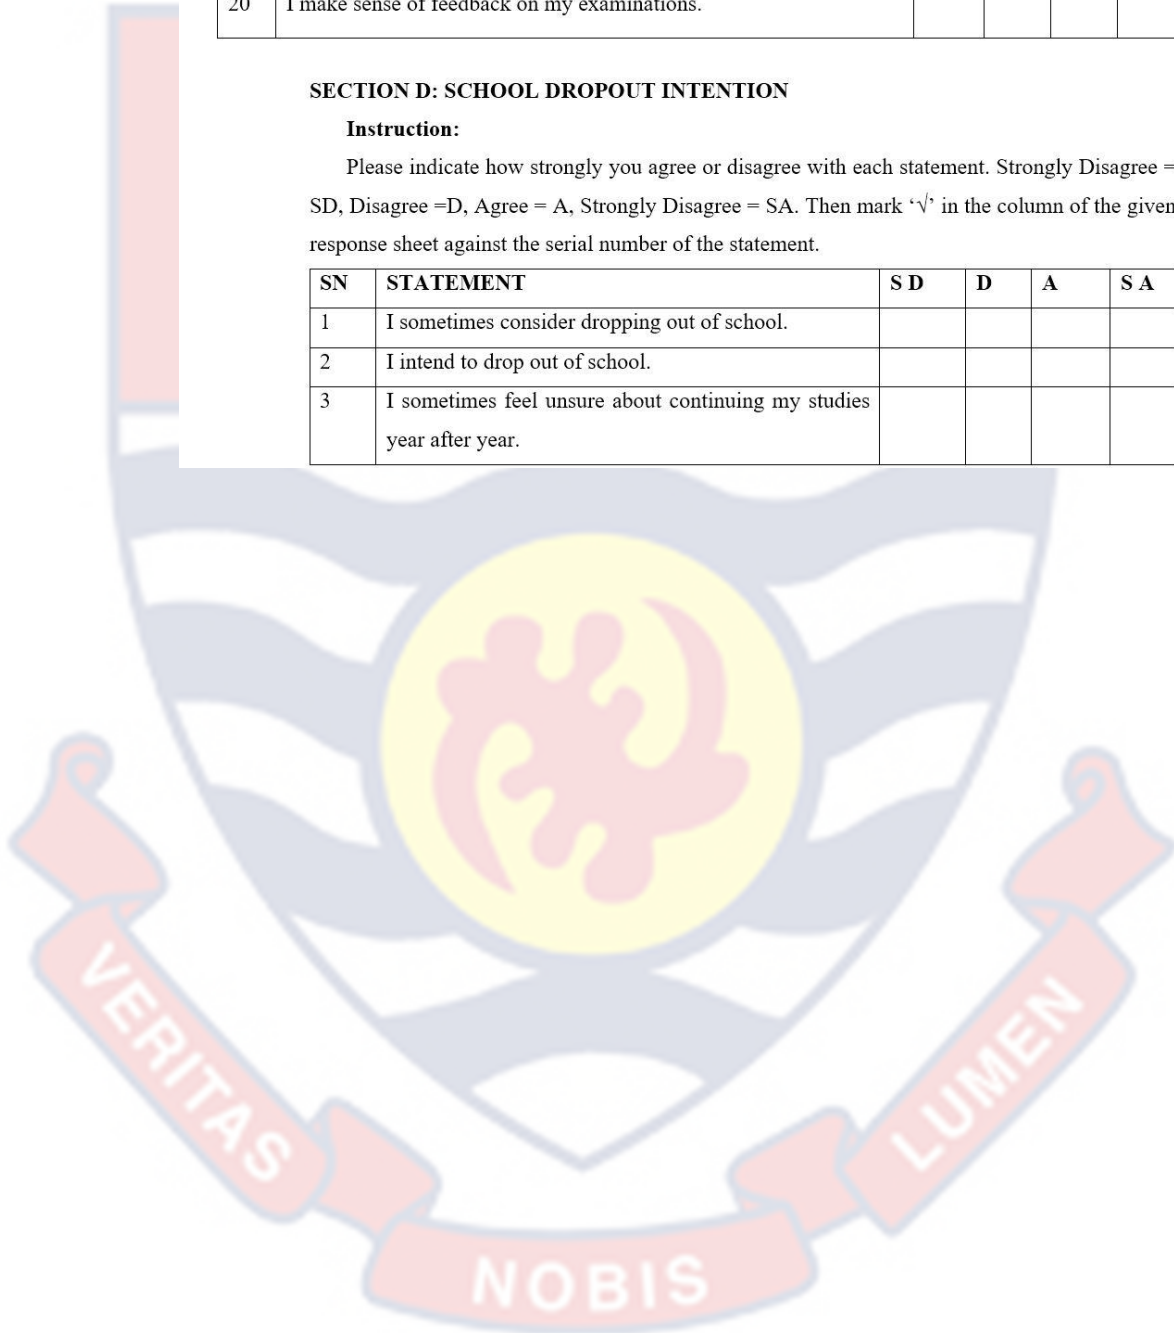 20 I make sense of feedback on my examinations.
SECTION D: SCHOOL DROPOUT INTENTION
Instruction:
Please indicate how strongly you agree or disagree with each statement. Strongly Disagree =
SD, Disagree =D, Agree = A, Strongly Disagree = SA. Then mark ‘√’ in the column of the given
response sheet against the serial number of the statement.
SN STATEMENT S D D A S A
1 I sometimes consider dropping out of school.
2 I intend to drop out of school.
3 I sometimes feel unsure about continuing my studies
year after year.
VERITAS
NOBIS
LUMEN